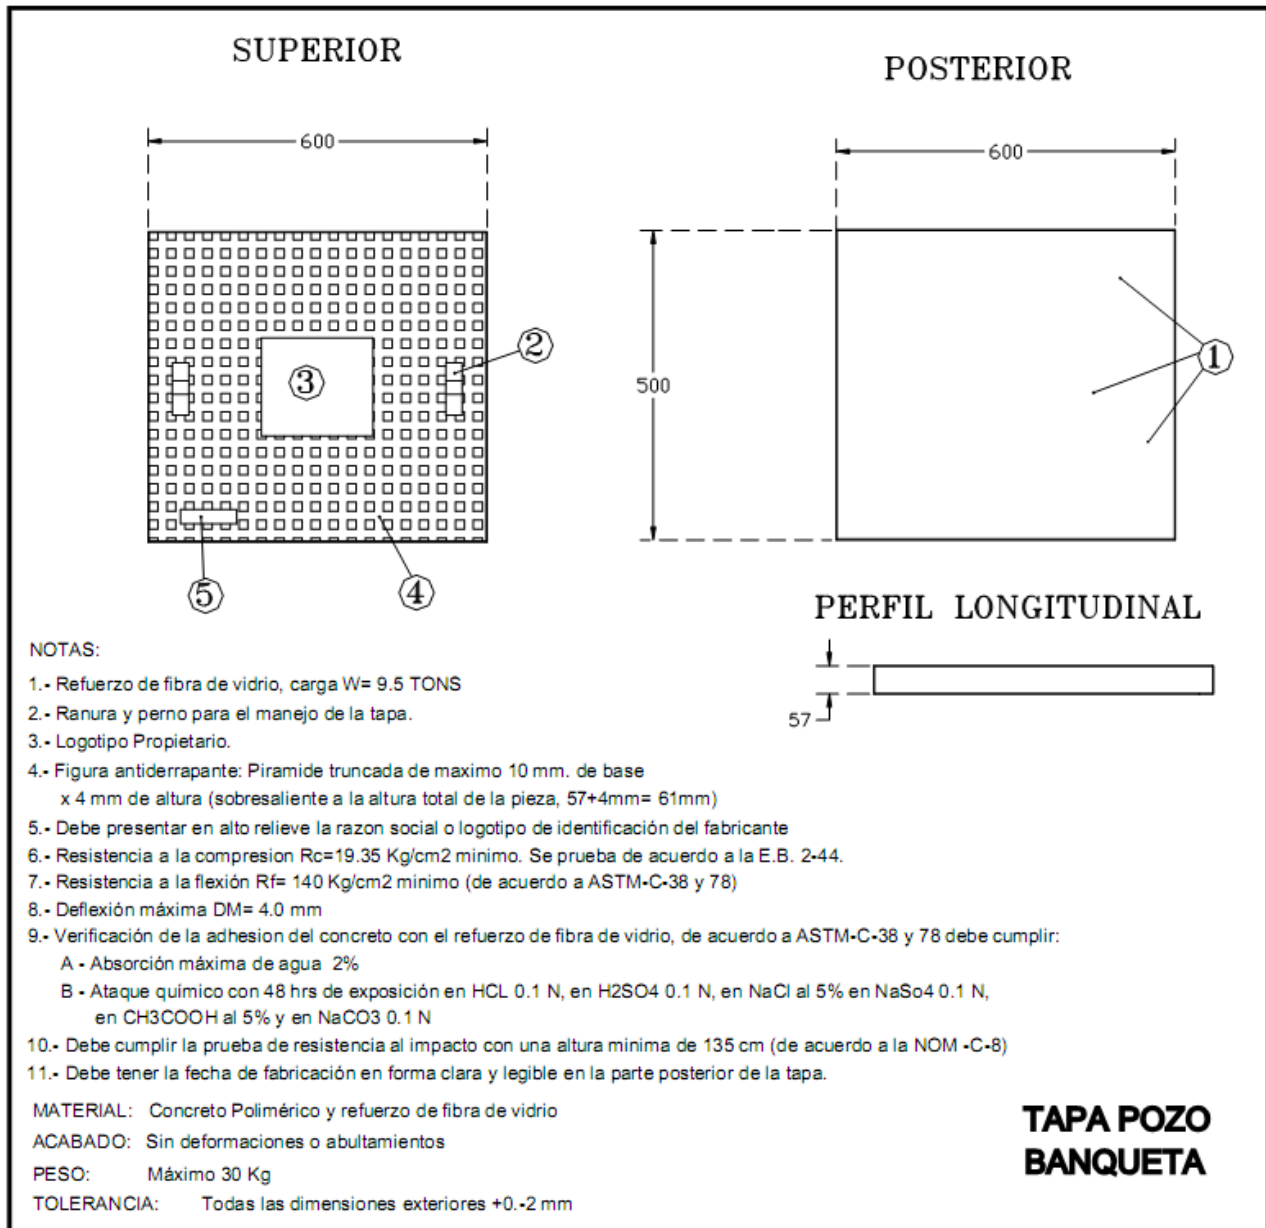 SUPERIOR
POSTERIOR
600
600
2
3
1
500
5
4
PERFIL LONGITUDINAL
57
NOTAS:
1.- Refuerzo de fibra de vidrio, carga W= 9.5 TONS
2.- Ranura y perno para el manejo de la tapa.
3.- Logotipo Propietario.
4.- Figura antiderrapante: Piramide truncada de maximo 10 mm. de base
x 4 mm de altura (sobresaliente a la altura total de la pieza, 57+4mm= 61mm)
5.- Debe presentar en alto relieve la razon social o logotipo de identificación del fabricante
6.- Resistencia a la compresion Rc=19.35 Kg/cm2 minimo. Se prueba de acuerdo a la E.B. 2-44.
7.- Resistencia a la flexión Rf= 140 Kg/cm2 minimo (de acuerdo a ASTM-C-38 y 78)
8.- Deflexión máxima DM= 4.0 mm
9.- Verificación de la adhesion del concreto con el refuerzo de fibra de vidrio, de acuerdo a ASTM-C-38 y 78 debe cumplir:
A - Absorción máxima de agua 2%
B - Ataque químico con 48 hrs de exposición en HCL 0.1 N, en H2SO4 0.1 N, en NaCl al 5% en NaSo4 0.1 N,
en CH3COOH al 5% y en NaCO3 0.1 N
10.- Debe cumplir la prueba de resistencia al impacto con una altura minima de 135 cm (de acuerdo a la NOM -C-8)
11.- Debe tener la fecha de fabricación en forma clara y legible en la parte posterior de la tapa.
MATERIAL: Concreto Polimérico y refuerzo de fibra de vidrio
ACABADO: Sin deformaciones o abultamientos
PESO: Máximo 30 Kg
TOLERANCIA: Todas las dimensiones exteriores +0.-2 mm
TAPA POZO
BANQUETA